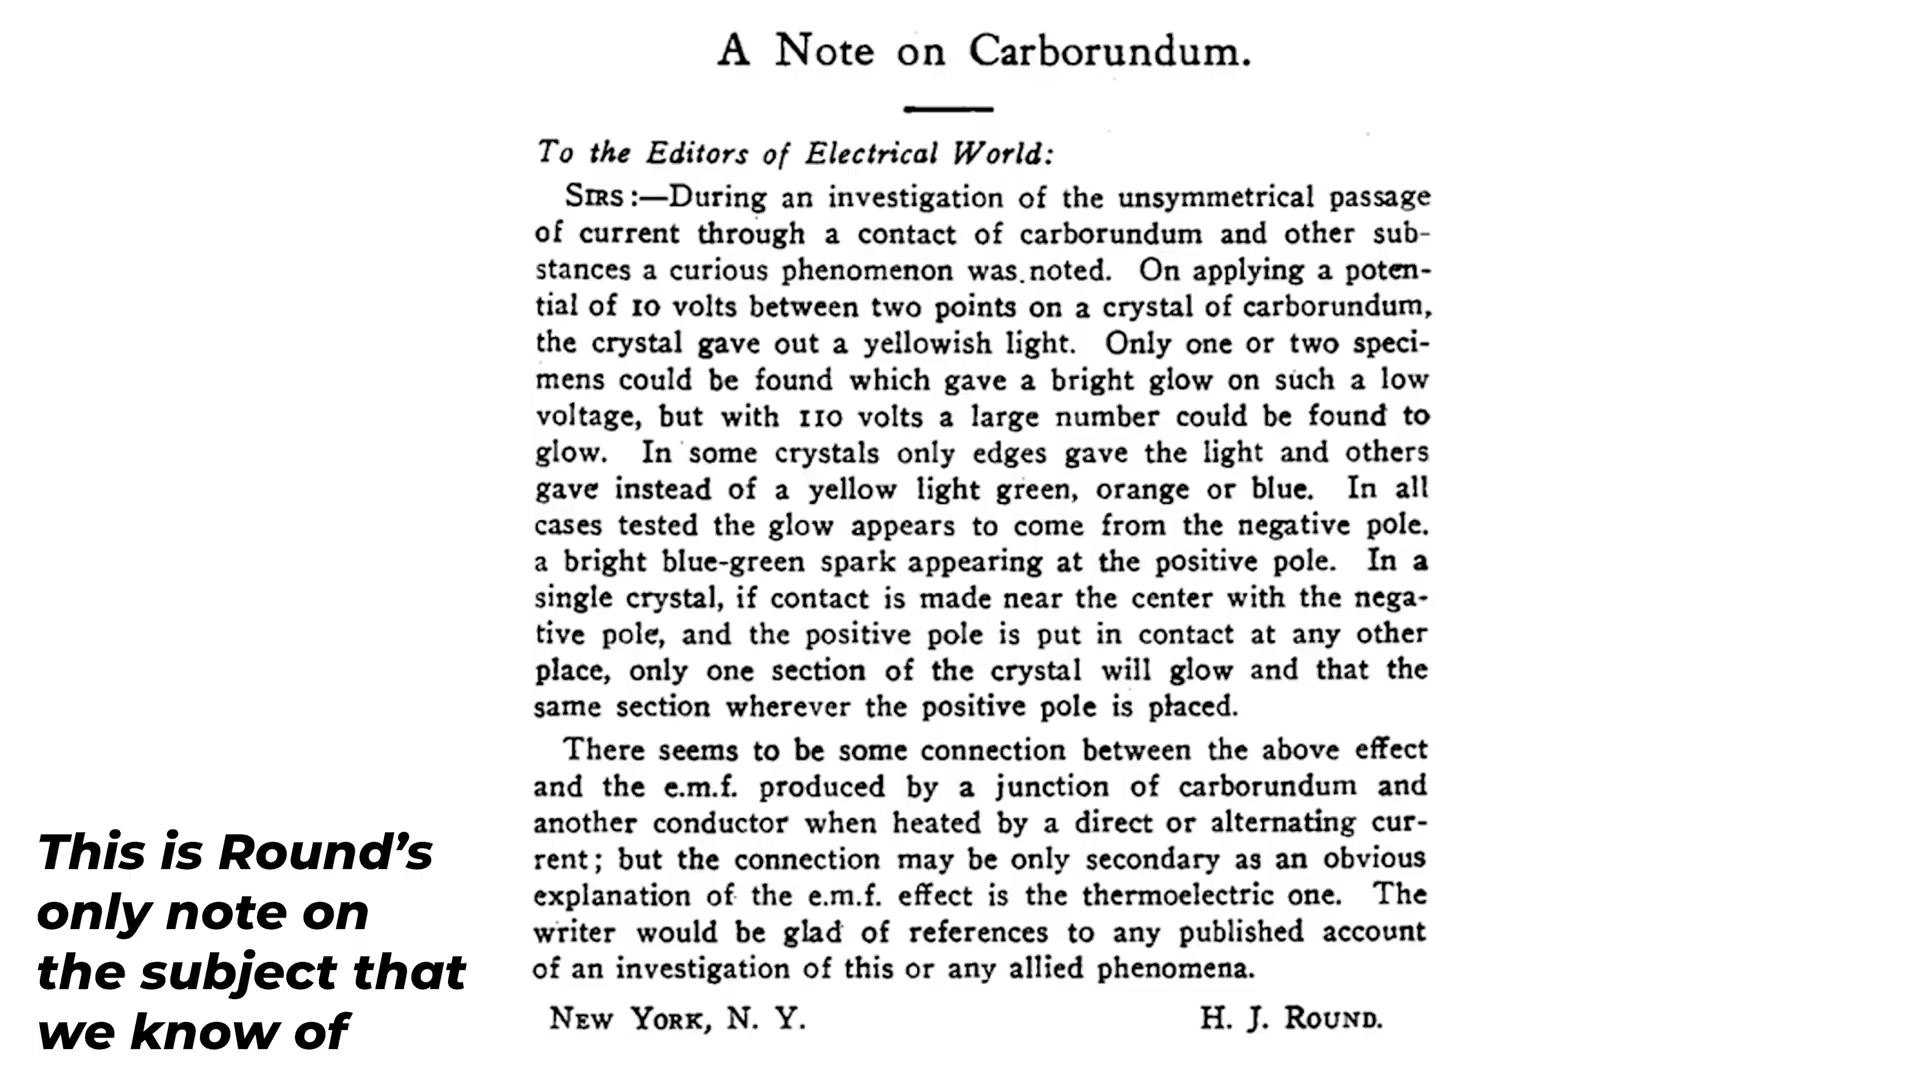 A Note on Carborundum.
To the Editors of Electrical World:
SIRS:—During an investigation of the unsymmetrical passage
of current through a contact of carborundum and other sub-
stances a curious phenomenon was noted. On applying a poten-
tial of 10 volts between two points on a crystal of carborundum,
the crystal gave out a yellowish light. Only one or two speci-
mens could be found which gave a bright glow on such a low
voltage, but with 110 volts a large number could be found to
glow. In some crystals only edges gave the light and others
gave instead of a yellow light green, orange or blue. In all
cases tested the glow appears to come from the negative pole.
a bright blue-green spark appearing at the positive pole. In a
single crystal, if contact is made near the center with the nega-
tive pole, and the positive pole is put in contact at any other
place, only one section of the crystal will glow and that the
same section wherever the positive pole is placed.
There seems to be some connection between the above effect
and the e.m.f. produced by a junction of carborundum and
another conductor when heated by a direct or alternating cur-
rent; but the connection may be only secondary as an obvious
explanation of the e.m.f. effect is the thermoelectric one. The
writer would be glad of references to any published account
of an investigation of this or any allied phenomena.
NEW YORK, N. Y. H. J. ROUND.
This is Round’s
only note on
the subject that
we know of